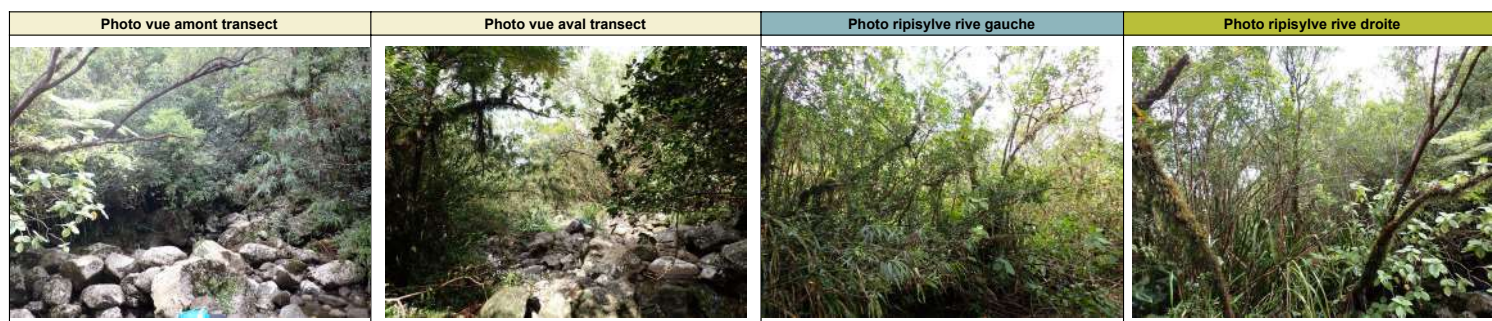 Photo vue amont transect
Photo vue aval transect
Photo ripisylve rive gauche
Photo ripisylve rive droite